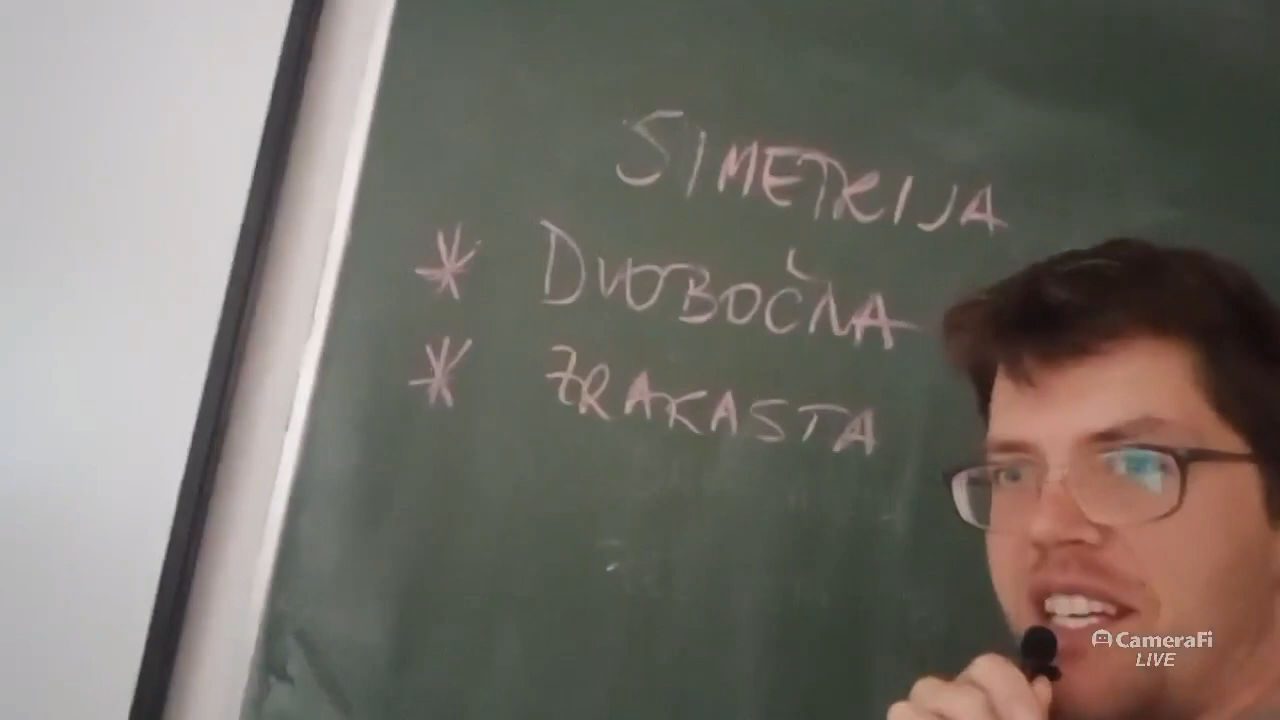 SIMETRIJA
* DVOBOČNA
* ZRAKASTA
CameraFi
LIVE